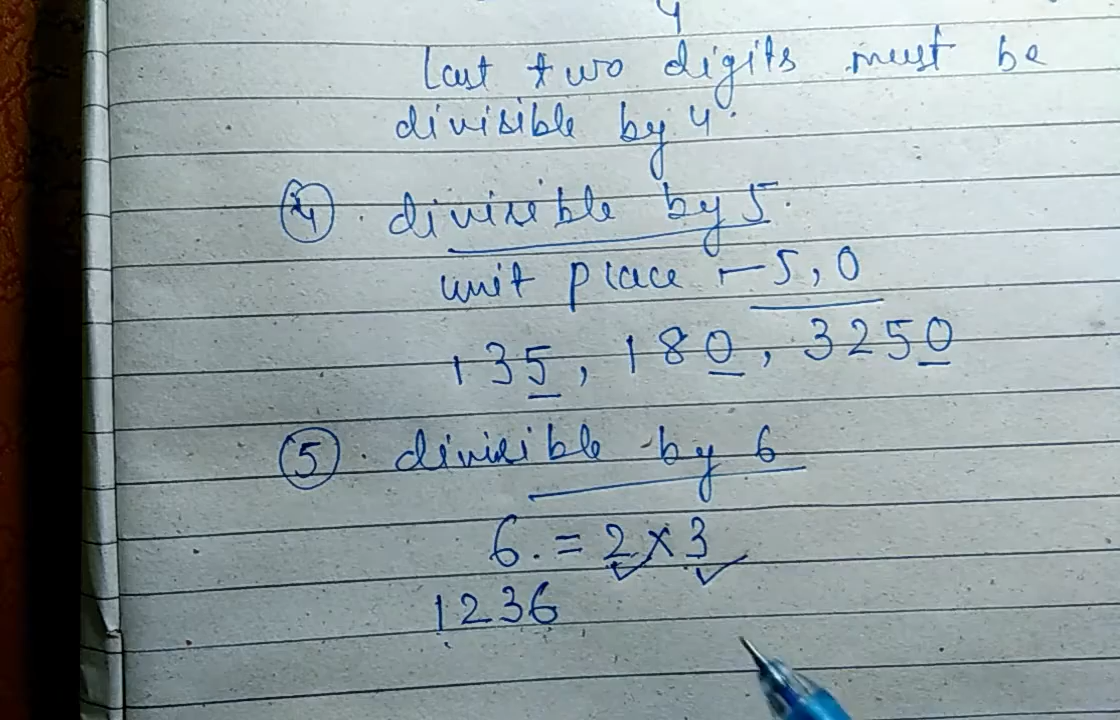 4
Last two digits must be
divisible by 4.
④. divisible by 5.
unit place - 5, 0
135, 180, 3250
⑤. divisible by 6
6. = 2 × 3
1236